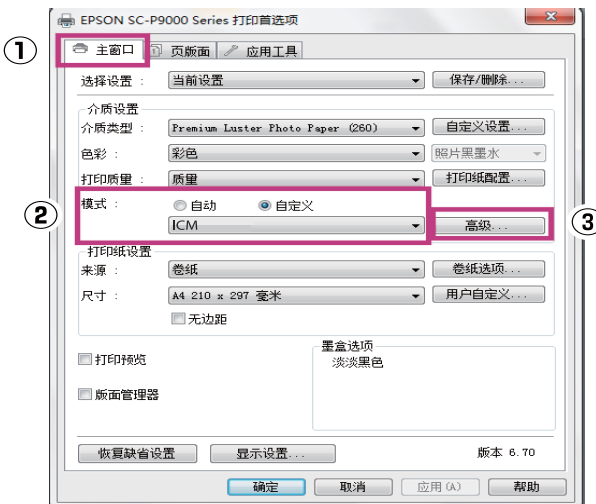 EPSON SC-P9000 Series 打印首选项
① 主窗口 页版面 应用工具
选择设置 : 当前设置 保存/删除...
介质设置
介质类型 : Premium Luster Photo Paper (260) 自定义设置...
色彩 : 彩色 照片黑墨水
打印质量 : 质量 打印纸配置...
② 模式 : 自动 自定义
ICM 高级... ③
打印纸设置
来源 : 卷纸 卷纸选项...
尺寸 : A4 210 x 297 毫米 用户自定义...
无边距
墨盒选项
打印预览 淡淡黑色
版面管理器
恢复缺省设置 显示设置... 版本 6.70
确定 取消 应用(A) 帮助